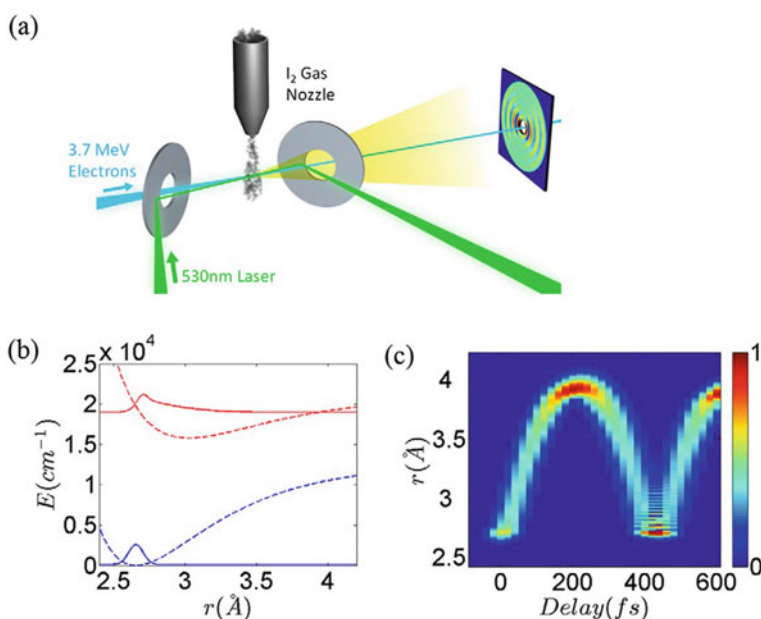 (a)
I₂ Gas
Nozzle
3.7 MeV
Electrons
530nm Laser
(b)
x 10⁴
2.5
2
1.5
1
0.5
0
E(cm⁻¹)
2.5 3 3.5 4
r(Å)
(c)
4
3.5
3
2.5
r(Å)
0 200 400 600
Delay(fs)
1
0